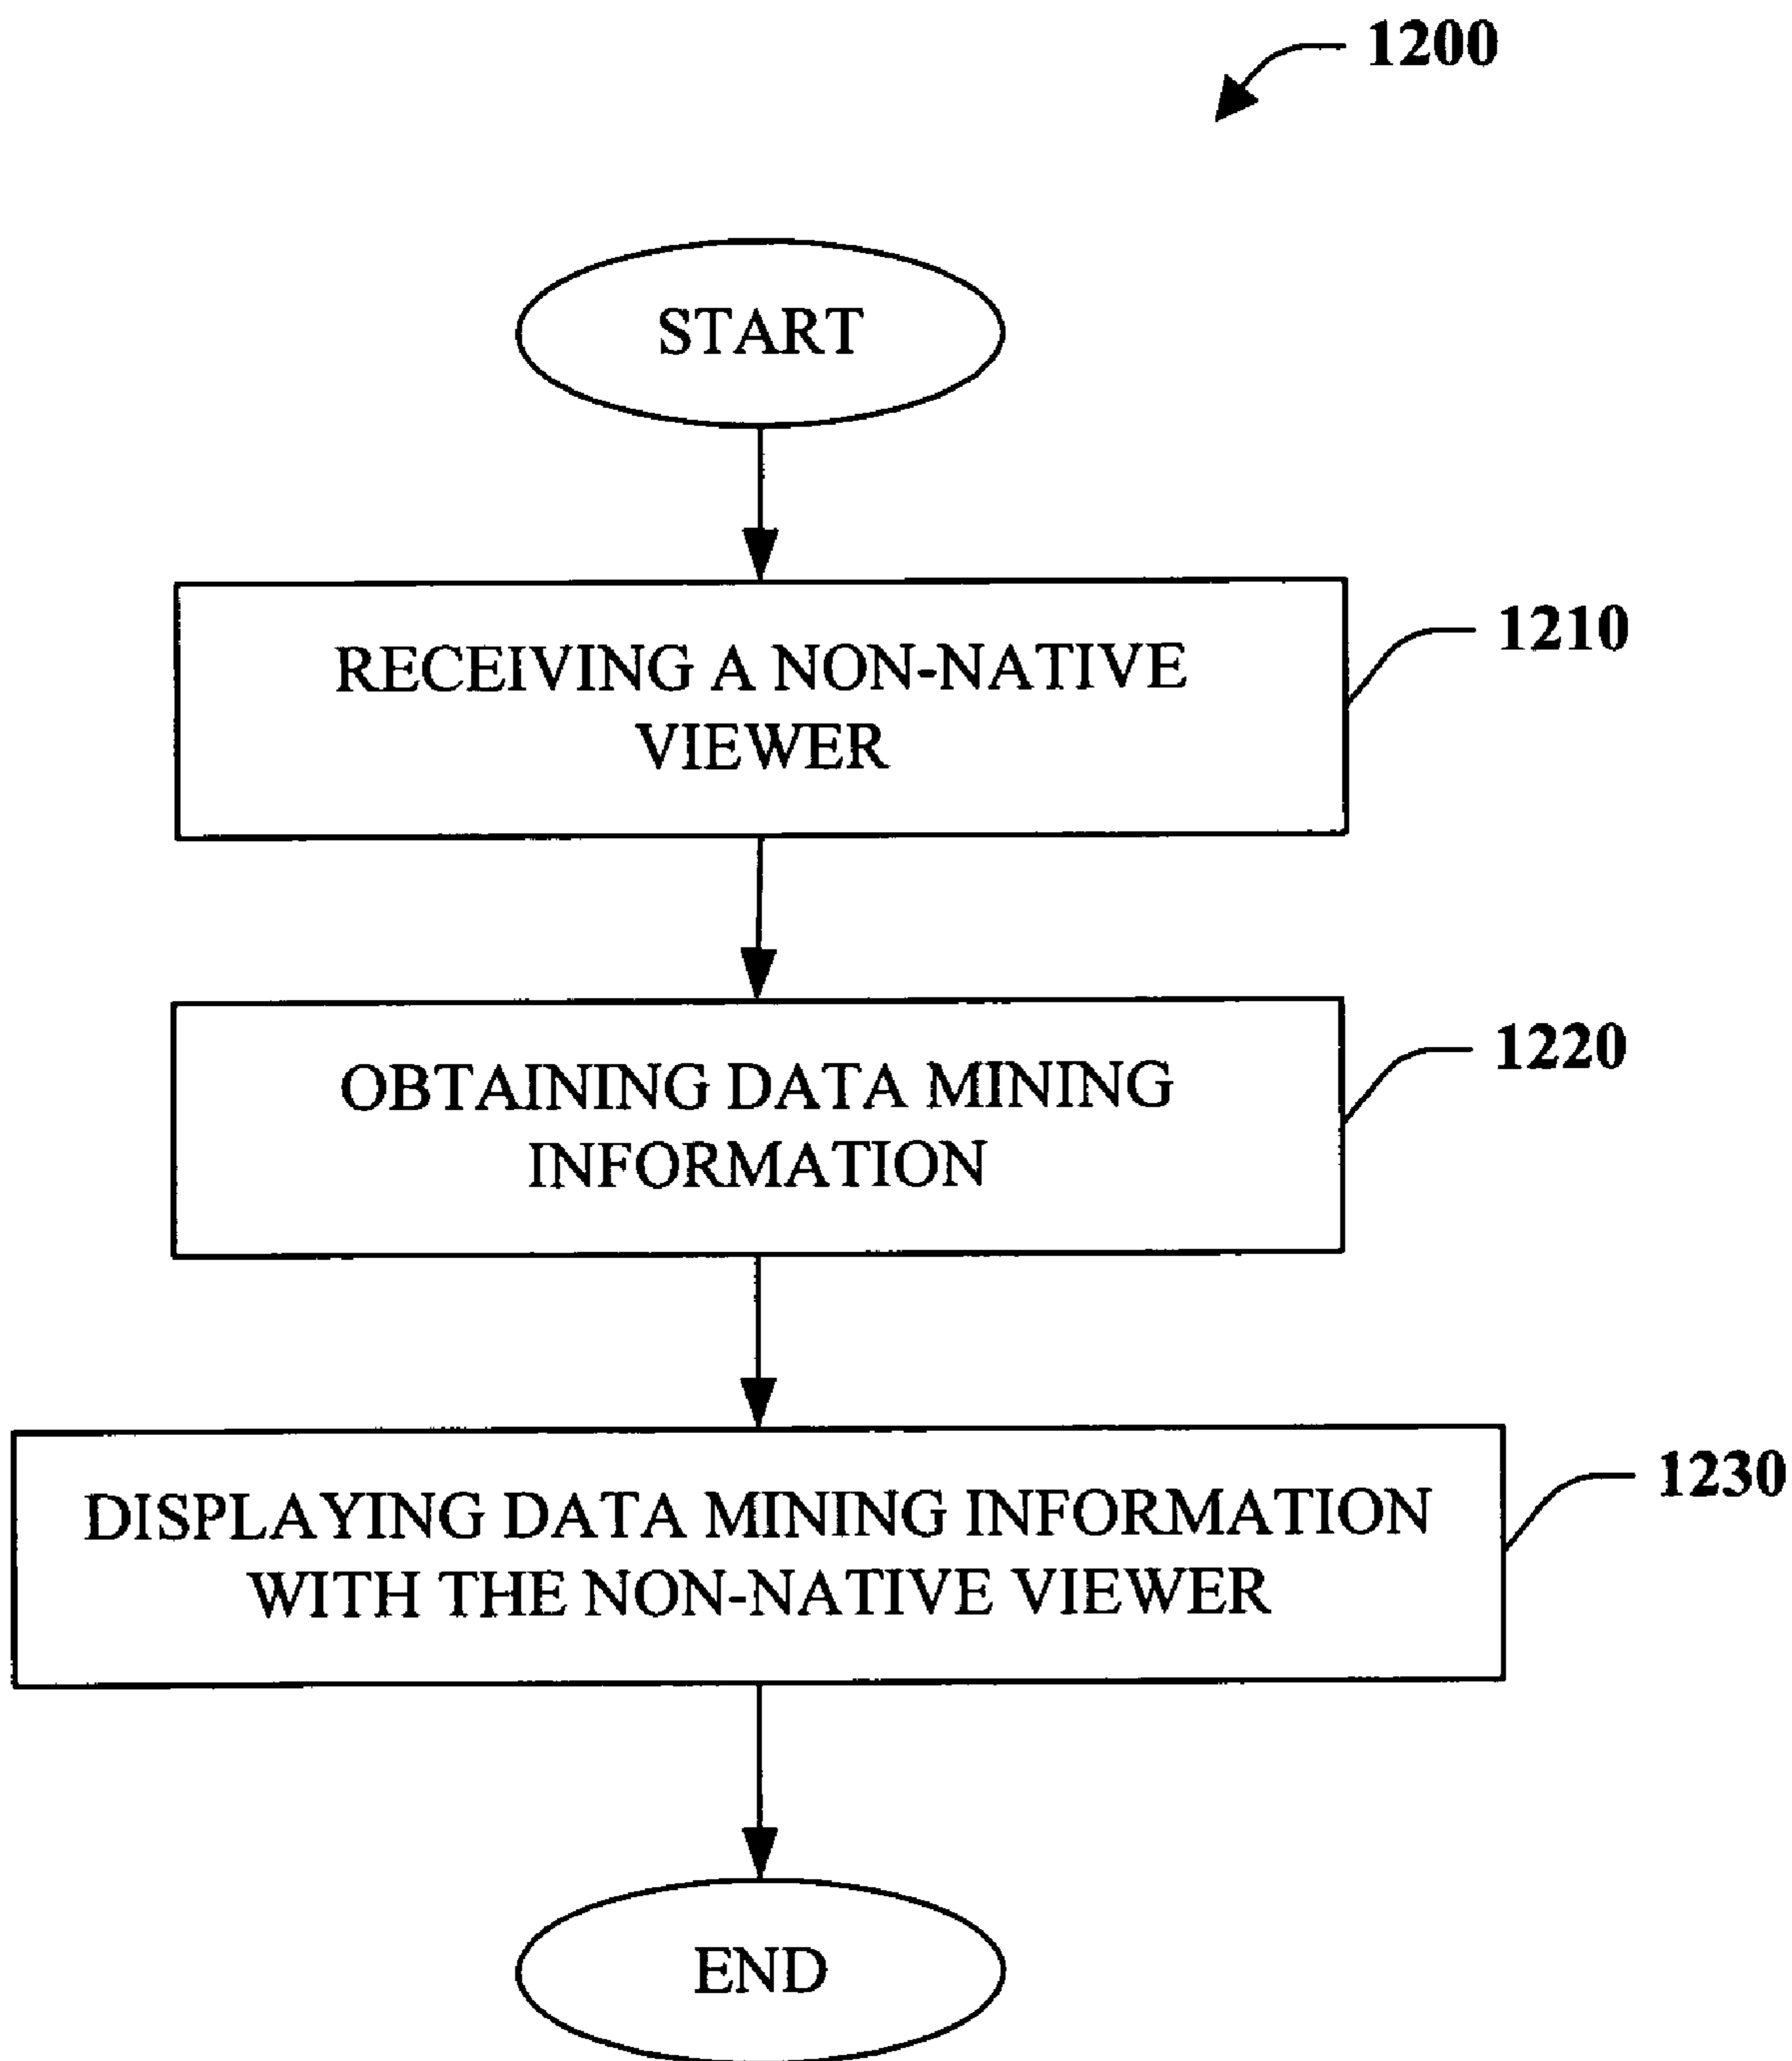 1200
START
RECEIVING A NON-NATIVE
VIEWER
1210
OBTAINING DATA MINING
INFORMATION
1220
DISPLAYING DATA MINING INFORMATION
WITH THE NON-NATIVE VIEWER
1230
END